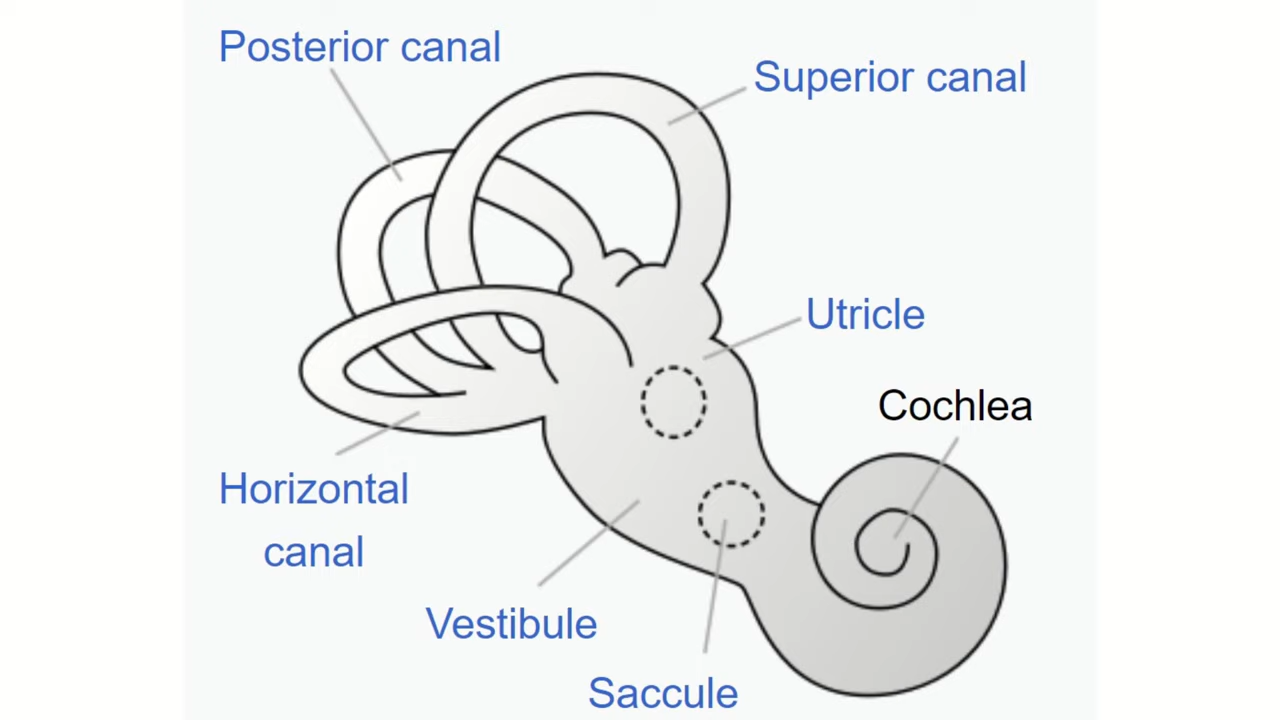 Posterior canal
Superior canal
Utricle
Cochlea
Horizontal
canal
Vestibule
Saccule